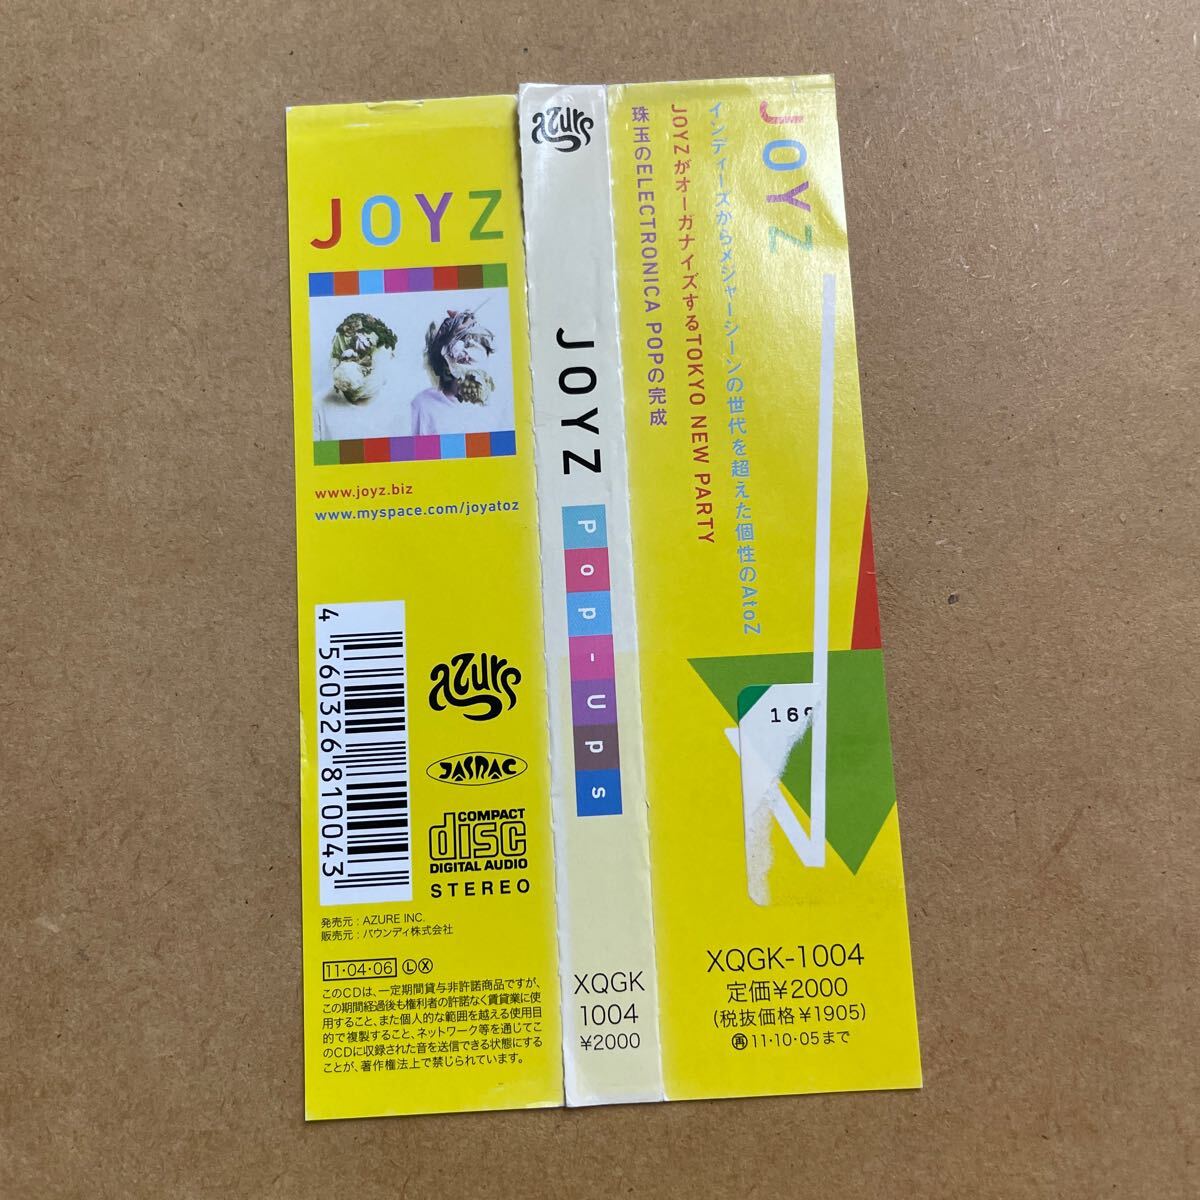 JOYZ
www.joyz.biz
www.myspace.com/joyatoz
4 560326 810043
azure
JASRAC
COMPACT
disc
DIGITAL AUDIO
STEREO
発売元 : AZURE INC.
販売元 : バウンディ株式会社
11・04・06 Ⓛ Ⓧ
このCDは、一定期間貸与非許諾商品ですが、
この期間経過後も権利者の許諾なく賃貸業に使
用すること、また個人的な範囲を越える使用目
的で複製すること、ネットワーク等を通じてこ
のCDに収録された音を送信できる状態にする
ことが、著作権法上で禁じられています。
azure
JOYZ
Pop-Ups
XQGK
1004
¥2000
JOYZ
インディーズからメジャーシーンの世代を超えた個性のAtoZ
JOYZがオーガナイズするTOKYO NEW PARTY
珠玉のELECTRONICA POPの完成
XQGK-1004
定価¥2000
(税抜価格¥1905)
㊢11・10・05まで